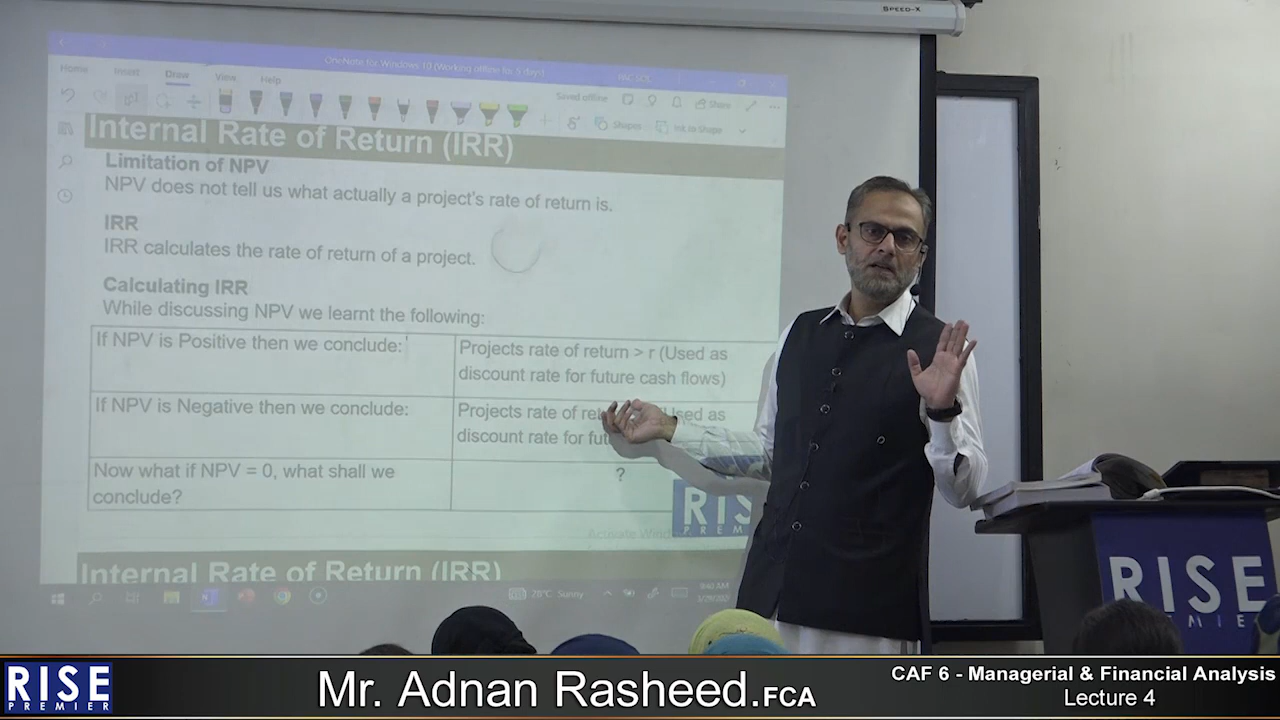 SPEED-X
OneNote for Windows 10 (Working offline for 5 days)
Home Insert Draw View Help
Saved offline Share
Shapes Ink to Shape
Internal Rate of Return (IRR)
Limitation of NPV
NPV does not tell us what actually a project's rate of return is.
IRR
IRR calculates the rate of return of a project.
Calculating IRR
While discussing NPV we learnt the following:
If NPV is Positive then we conclude:
Projects rate of return > r (Used as
discount rate for future cash flows)
If NPV is Negative then we conclude:
Projects rate of ret Used as
discount rate for fut
Now what if NPV = 0, what shall we
conclude?
?
RIS
PREM
Activate Wind
Internal Rate of Return (IRR)
28°C Sunny
RISE
PREMIE
RISE
PREMIER
Mr. Adnan Rasheed.FCA
CAF 6 - Managerial & Financial Analysis
Lecture 4